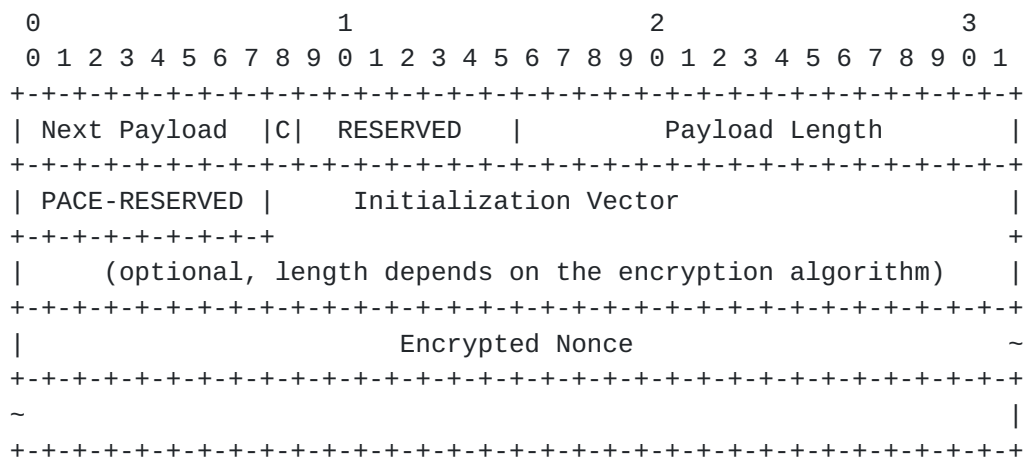 0                   1                   2                   3
 0 1 2 3 4 5 6 7 8 9 0 1 2 3 4 5 6 7 8 9 0 1 2 3 4 5 6 7 8 9 0 1
+-+-+-+-+-+-+-+-+-+-+-+-+-+-+-+-+-+-+-+-+-+-+-+-+-+-+-+-+-+-+-+-+
| Next Payload  |C|  RESERVED   |         Payload Length        |
+-+-+-+-+-+-+-+-+-+-+-+-+-+-+-+-+-+-+-+-+-+-+-+-+-+-+-+-+-+-+-+-+
| PACE-RESERVED |     Initialization Vector                     |
+-+-+-+-+-+-+-+-+                                               +
|     (optional, length depends on the encryption algorithm)    |
+-+-+-+-+-+-+-+-+-+-+-+-+-+-+-+-+-+-+-+-+-+-+-+-+-+-+-+-+-+-+-+-+
|                        Encrypted Nonce                        ~
+-+-+-+-+-+-+-+-+-+-+-+-+-+-+-+-+-+-+-+-+-+-+-+-+-+-+-+-+-+-+-+-+
~                                                               |
+-+-+-+-+-+-+-+-+-+-+-+-+-+-+-+-+-+-+-+-+-+-+-+-+-+-+-+-+-+-+-+-+